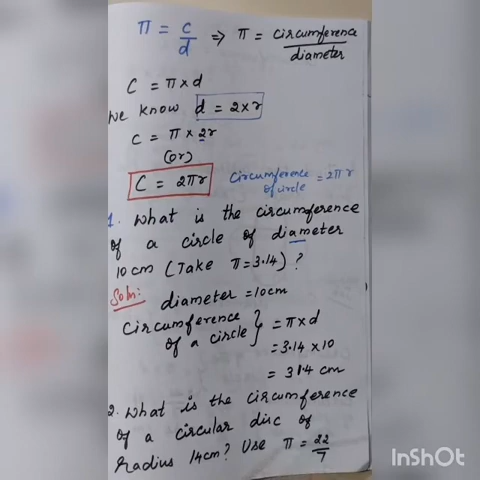 π = c/d ⇒ π = circumference/diameter
C = π × d
we know d = 2 × r
C = π × 2r
(or)
C = 2πr circumference of circle = 2πr
1. What is the circumference
of a circle of diameter
10 cm (Take π = 3.14) ?
Soln: diameter = 10cm
circumference of a circle } = π × d
= 3.14 × 10
= 31.4 cm
2. What is the circumference
of a circular disc of
radius 14cm? Use π = 22/7
InShOt